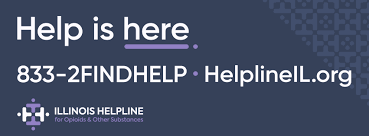 Help is here
833-2FINDHELP • HelplineIL.org
ILLINOIS HELPLINE
for Opioids & Other Substances